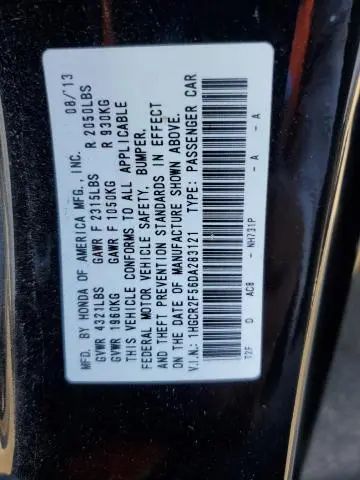 MFD. BY HONDA OF AMERICA MFG., INC. 08/'13
GVWR 4321LBS GAWR F 2315LBS R 2050LBS
GVWR 1960KG GAWR F 1050KG R 930KG
THIS VEHICLE CONFORMS TO ALL APPLICABLE
FEDERAL MOTOR VEHICLE SAFETY, BUMPER,
AND THEFT PREVENTION STANDARDS IN EFFECT
ON THE DATE OF MANUFACTURE SHOWN ABOVE.
V.I.N.: 1HGCR2F56DA283121 TYPE: PASSENGER CAR
T2F D AC8 - NH731P - A - A